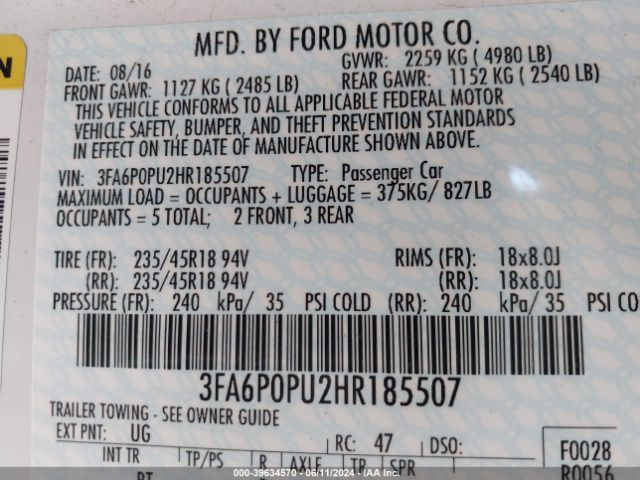 N
MFD. BY FORD MOTOR CO.
DATE: 08/16 GVWR: 2259 KG ( 4980 LB)
FRONT GAWR: 1127 KG ( 2485 LB) REAR GAWR: 1152 KG ( 2540 LB)
THIS VEHICLE CONFORMS TO ALL APPLICABLE FEDERAL MOTOR
VEHICLE SAFETY, BUMPER, AND THEFT PREVENTION STANDARDS
IN EFFECT ON THE DATE OF MANUFACTURE SHOWN ABOVE.
VIN: 3FA6P0PU2HR185507 TYPE: Passenger Car
MAXIMUM LOAD = OCCUPANTS + LUGGAGE = 375KG/ 827LB
OCCUPANTS = 5 TOTAL; 2 FRONT, 3 REAR
TIRE (FR): 235/45R18 94V RIMS (FR): 18x8.0J
(RR): 235/45R18 94V (RR): 18x8.0J
PRESSURE (FR): 240 kPa/ 35 PSI COLD (RR): 240 kPa/ 35 PSI CO
3FA6P0PU2HR185507
TRAILER TOWING - SEE OWNER GUIDE
EXT PNT: UG RC: 47 DSO: F0028
INT TR TP/PS R AXLE TR SPR R0056
000-39634570 - 06/11/2024 - IAAI.com